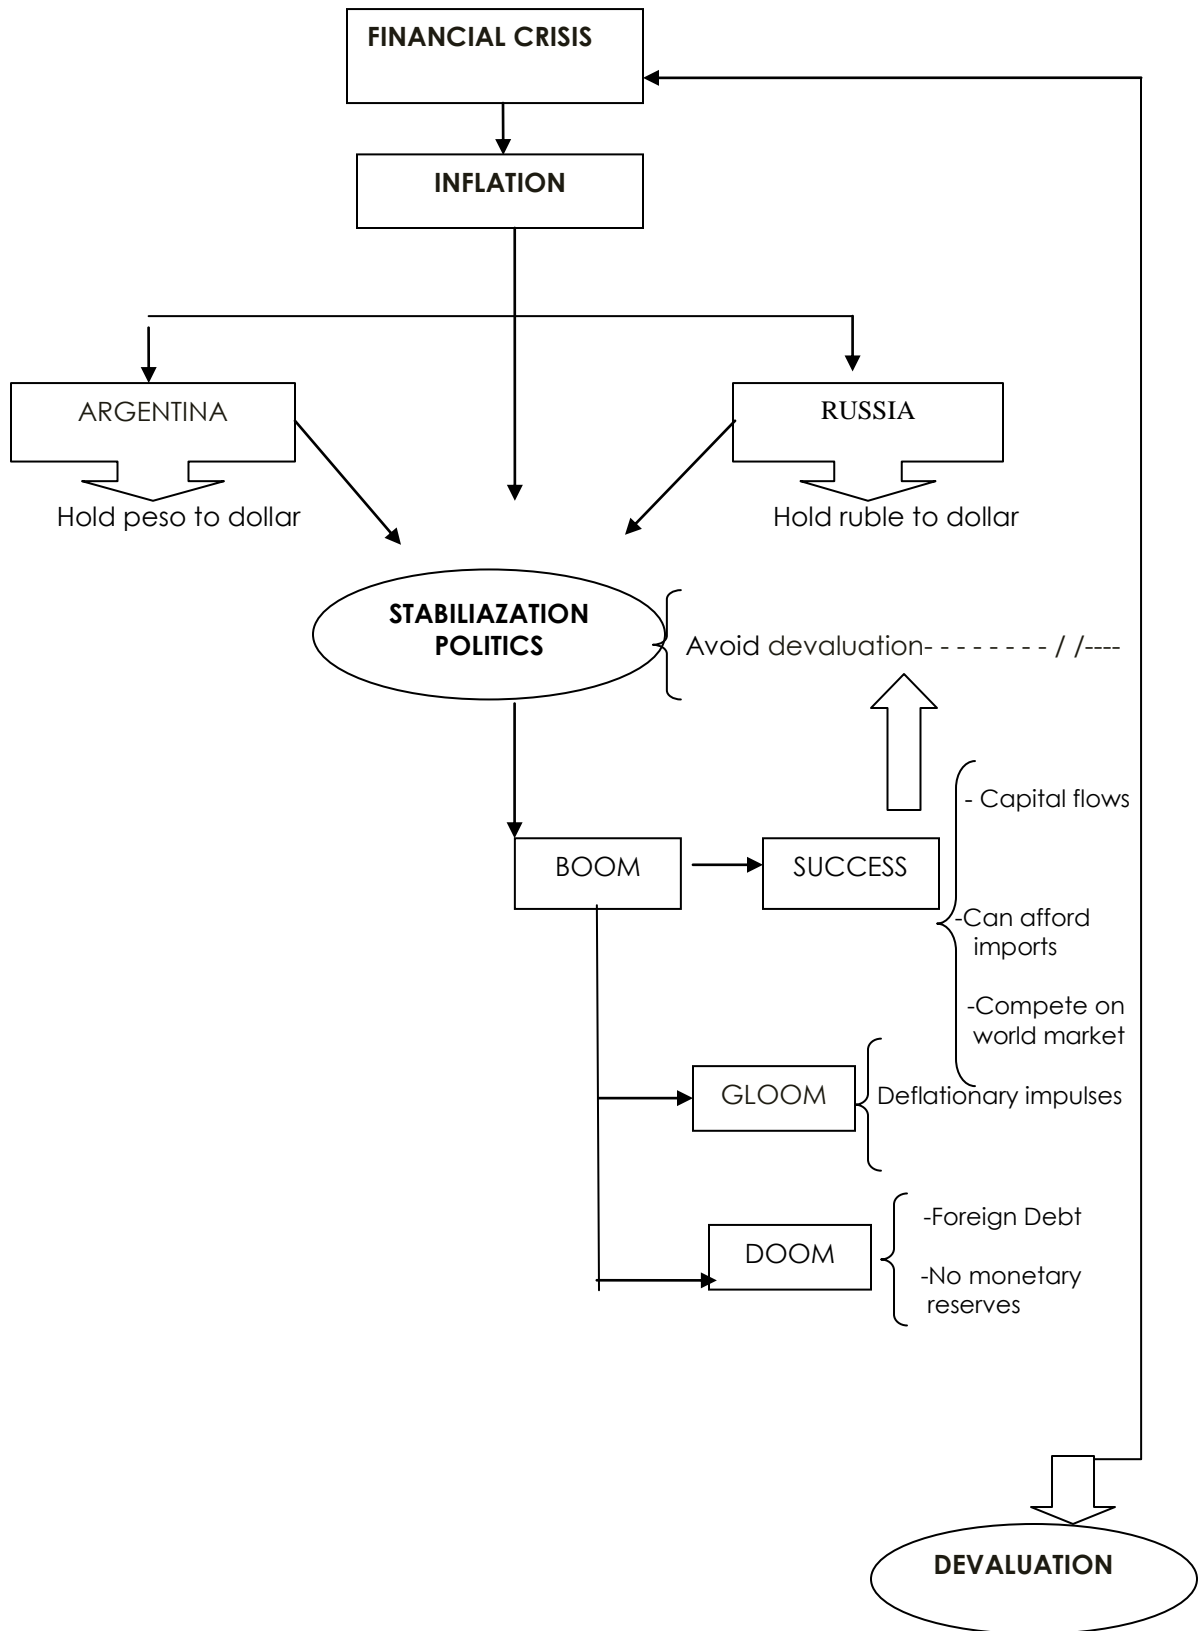 FINANCIAL CRISIS
INFLATION
ARGENTINA
RUSSIA
Hold peso to dollar
Hold ruble to dollar
STABILIAZATION
POLITICS
Avoid devaluation- - - - - - - - / /----
- Capital flows
BOOM
SUCCESS
-Can afford
imports
-Compete on
world market
GLOOM
Deflationary impulses
-Foreign Debt
DOOM
-No monetary
reserves
DEVALUATION